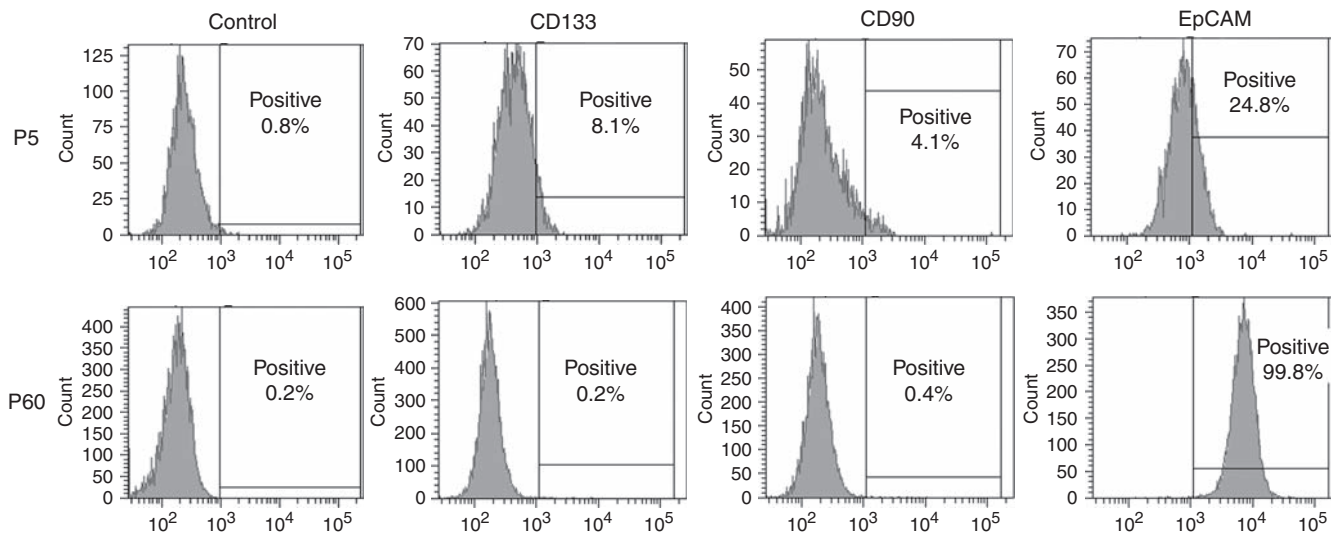 Control
CD133
CD90
EpCAM
P5
Count
125
100
75
50
25
0
Positive
0.8%
10² 10³ 10⁴ 10⁵
Count
70
60
50
40
30
20
10
0
Positive
8.1%
10² 10³ 10⁴ 10⁵
Count
50
40
30
20
10
0
Positive
4.1%
10² 10³ 10⁴ 10⁵
Count
70
60
50
40
30
20
10
0
Positive
24.8%
10² 10³ 10⁴ 10⁵
P60
Count
400
350
300
250
200
150
100
50
0
Positive
0.2%
10² 10³ 10⁴ 10⁵
Count
600
500
400
300
200
100
0
Positive
0.2%
10² 10³ 10⁴ 10⁵
Count
400
350
300
250
200
150
100
50
0
Positive
0.4%
10² 10³ 10⁴ 10⁵
Count
350
300
250
200
150
100
50
0
Positive
99.8%
10² 10³ 10⁴ 10⁵